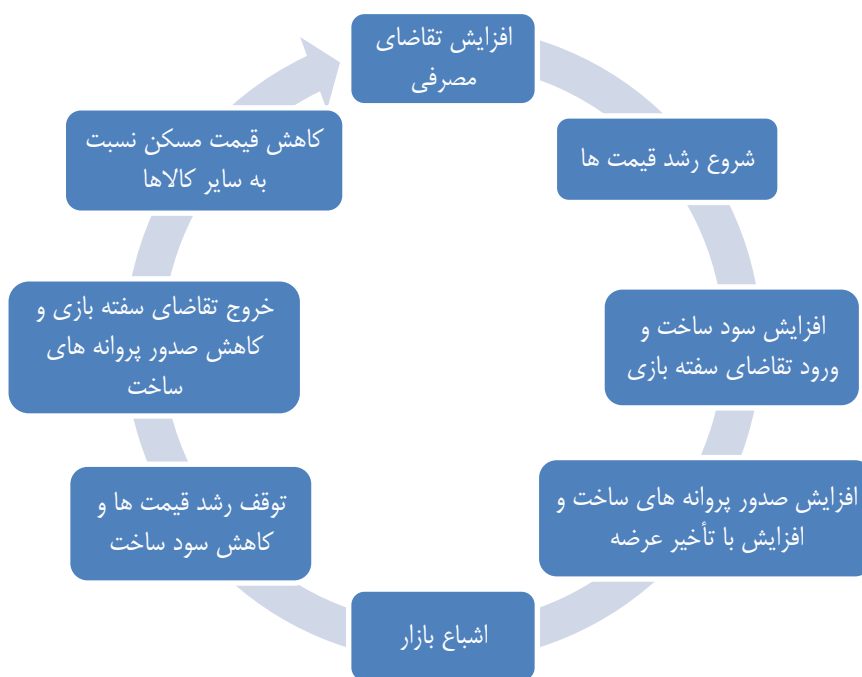 افزایش تقاضای
مصرفی
شروع رشد قیمت ها
افزایش سود ساخت و
ورود تقاضای سفته بازی
افزایش صدور پروانه های ساخت و
افزایش با تأخیر عرضه
اشباع بازار
توقف رشد قیمت ها و
کاهش سود ساخت
خروج تقاضای سفته بازی و
کاهش صدور پروانه های
ساخت
کاهش قیمت مسکن نسبت
به سایر کالاها